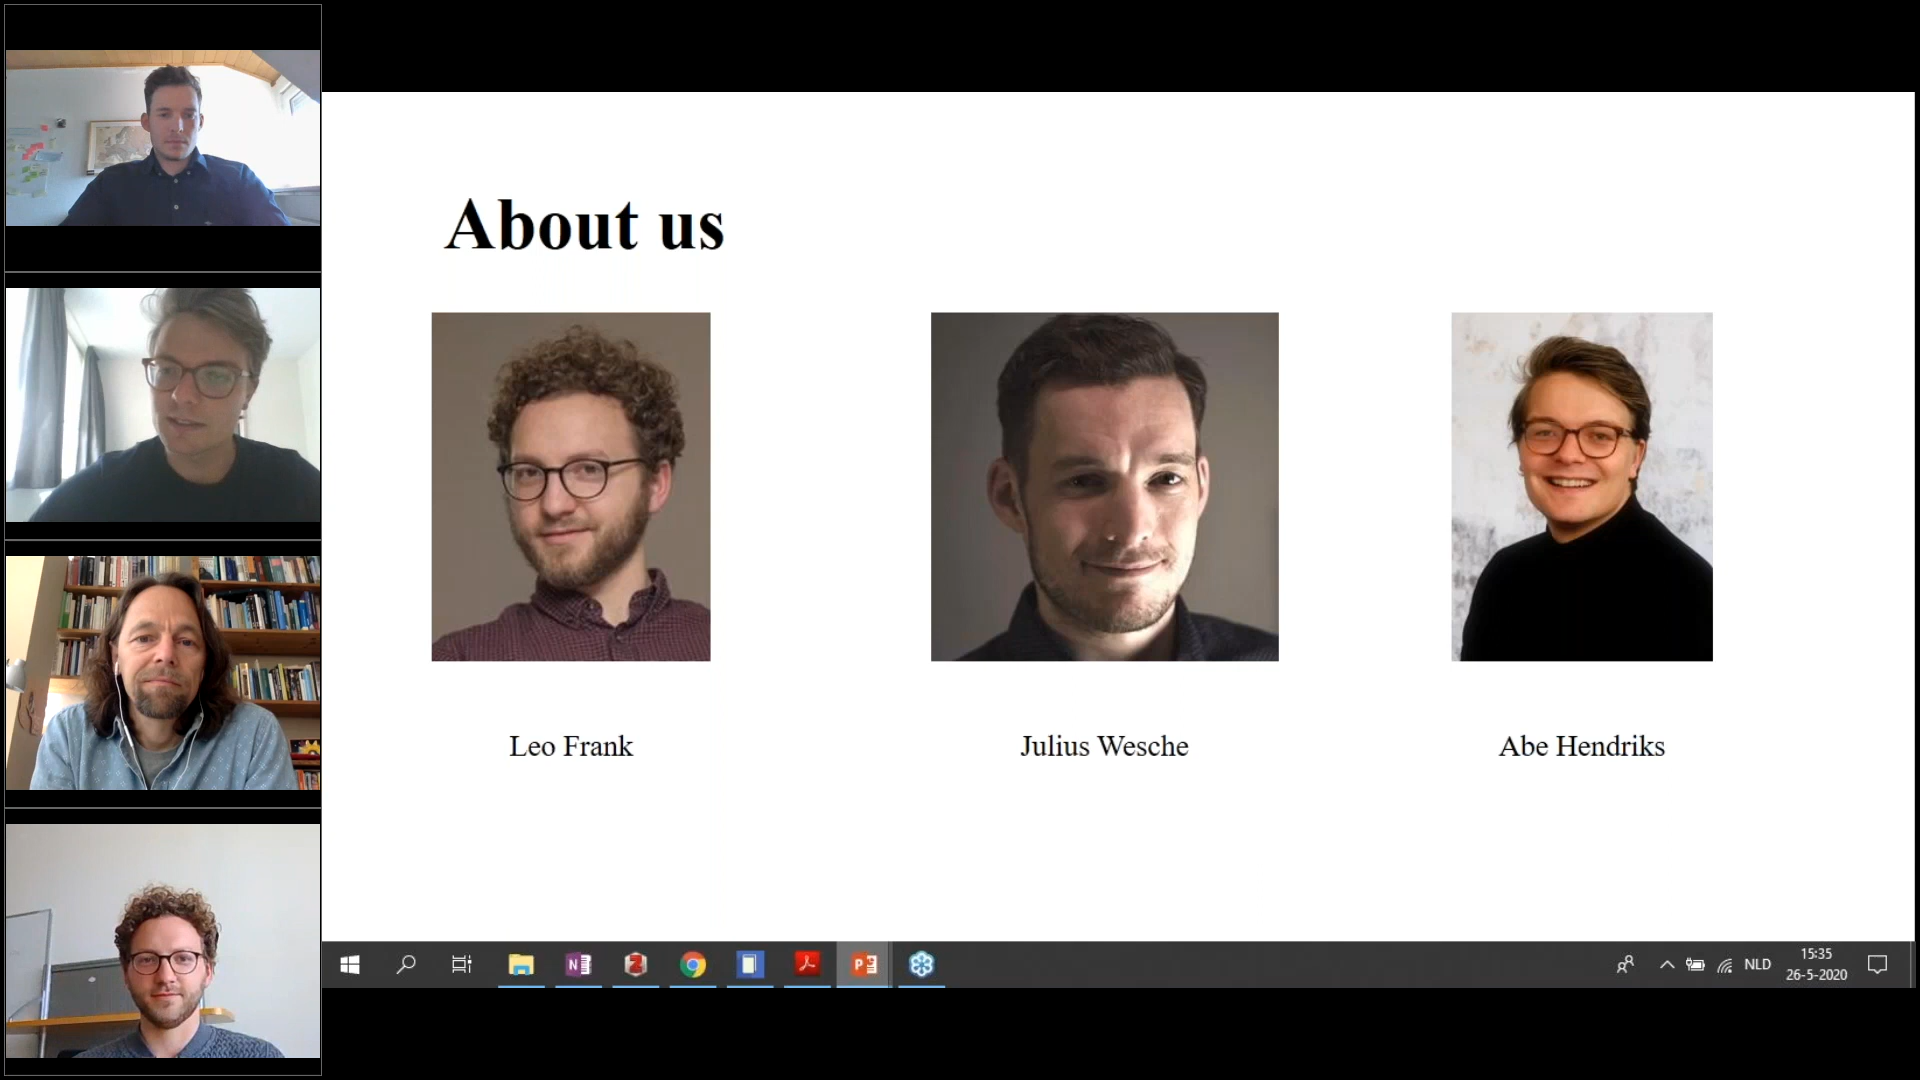 About us
Leo Frank
Julius Wesche
Abe Hendriks
NLD
15:35
26-5-2020